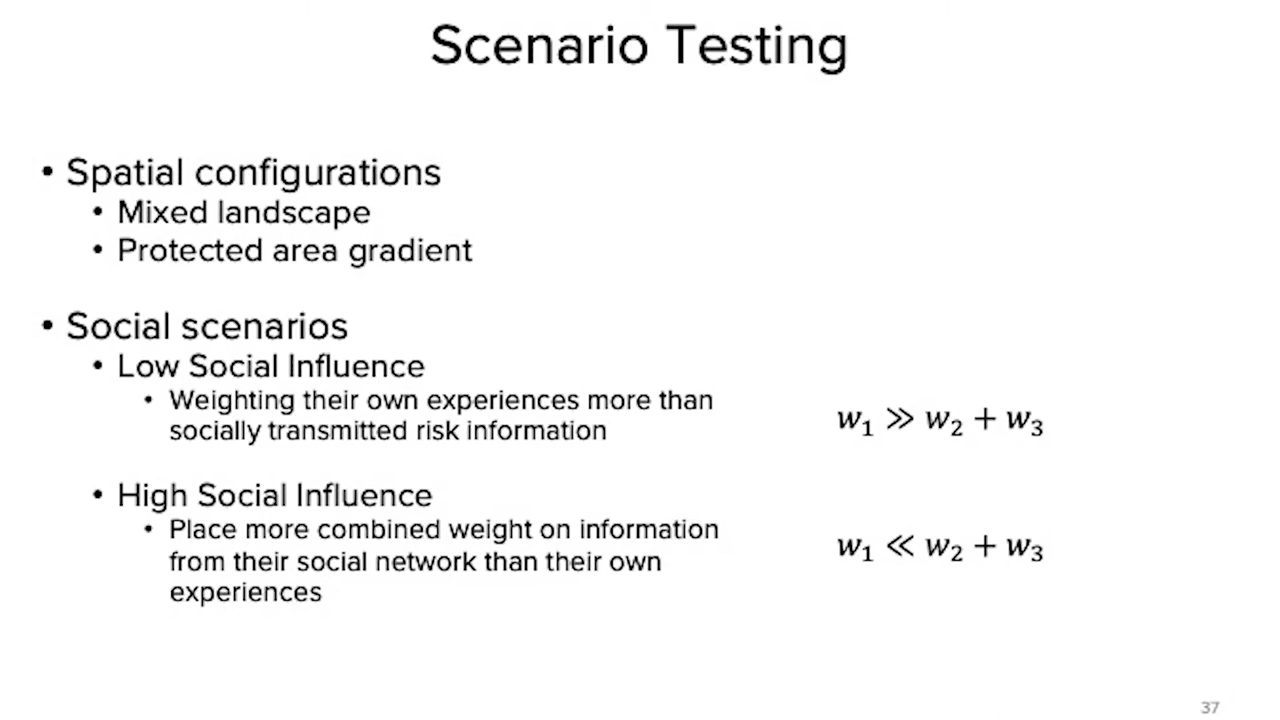 Scenario Testing
• Spatial configurations
• Mixed landscape
• Protected area gradient
• Social scenarios
• Low Social Influence
• Weighting their own experiences more than
socially transmitted risk information
w₁ ≫ w₂ + w₃
• High Social Influence
• Place more combined weight on information
from their social network than their own
experiences
w₁ ≪ w₂ + w₃
37